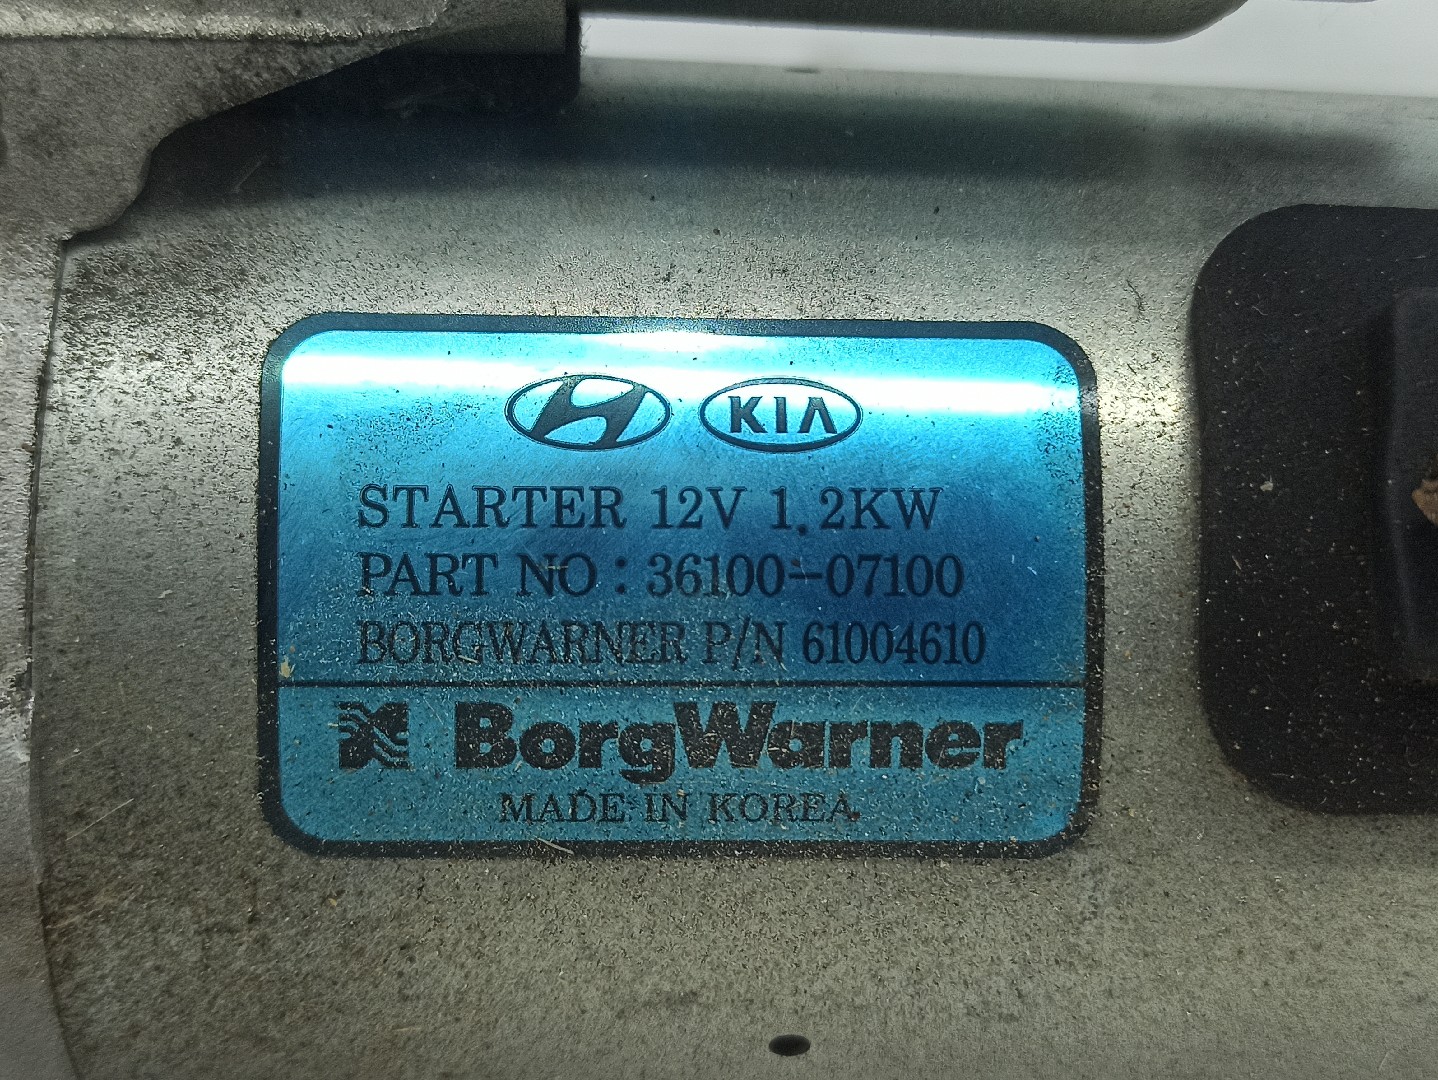 KIA
STARTER 12V 1.2KW
PART NO : 36100-07100
BORGWARNER P/N 61004610
BorgWarner
MADE IN KOREA